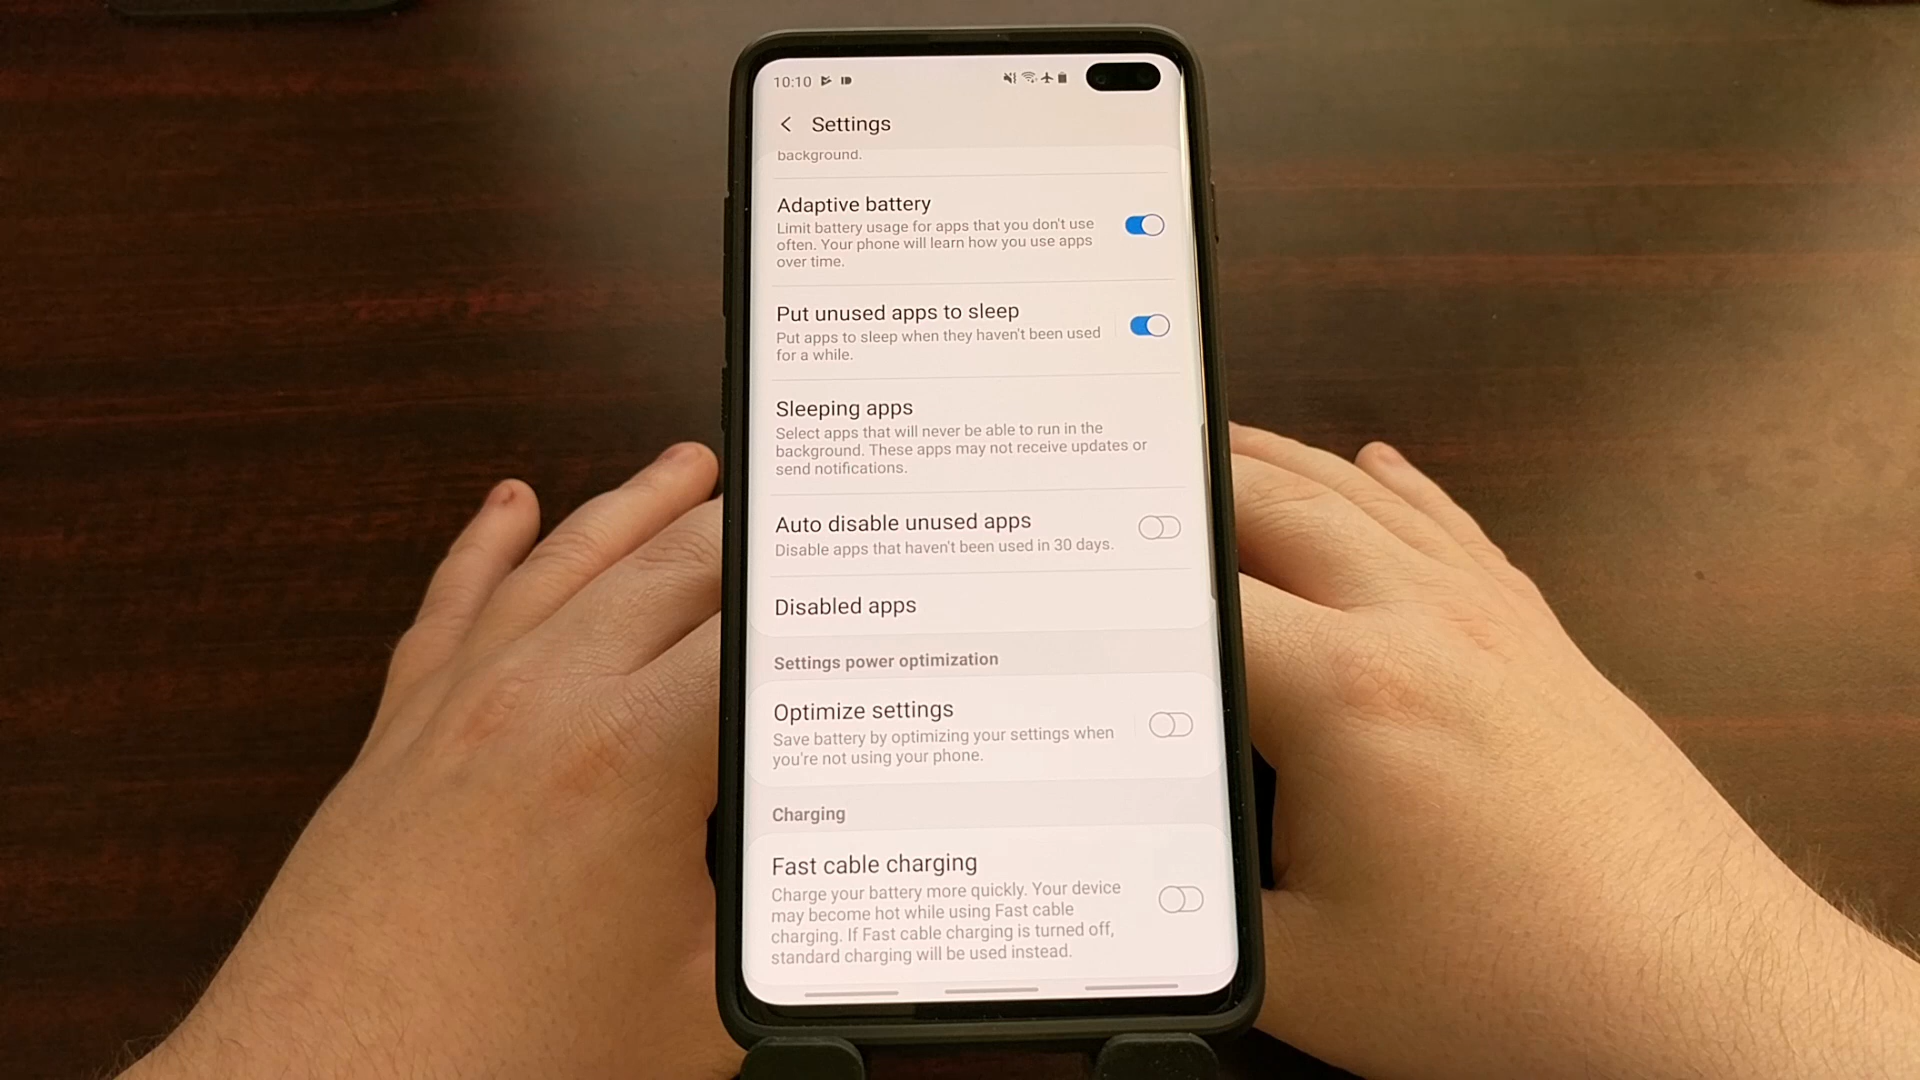 10:10
Settings
background.
Adaptive battery
Limit battery usage for apps that you don't use
often. Your phone will learn how you use apps
over time.
Put unused apps to sleep
Put apps to sleep when they haven't been used
for a while.
Sleeping apps
Select apps that will never be able to run in the
background. These apps may not receive updates or
send notifications.
Auto disable unused apps
Disable apps that haven't been used in 30 days.
Disabled apps
Settings power optimization
Optimize settings
Save battery by optimizing your settings when
you're not using your phone.
Charging
Fast cable charging
Charge your battery more quickly. Your device
may become hot while using Fast cable
charging. If Fast cable charging is turned off,
standard charging will be used instead.